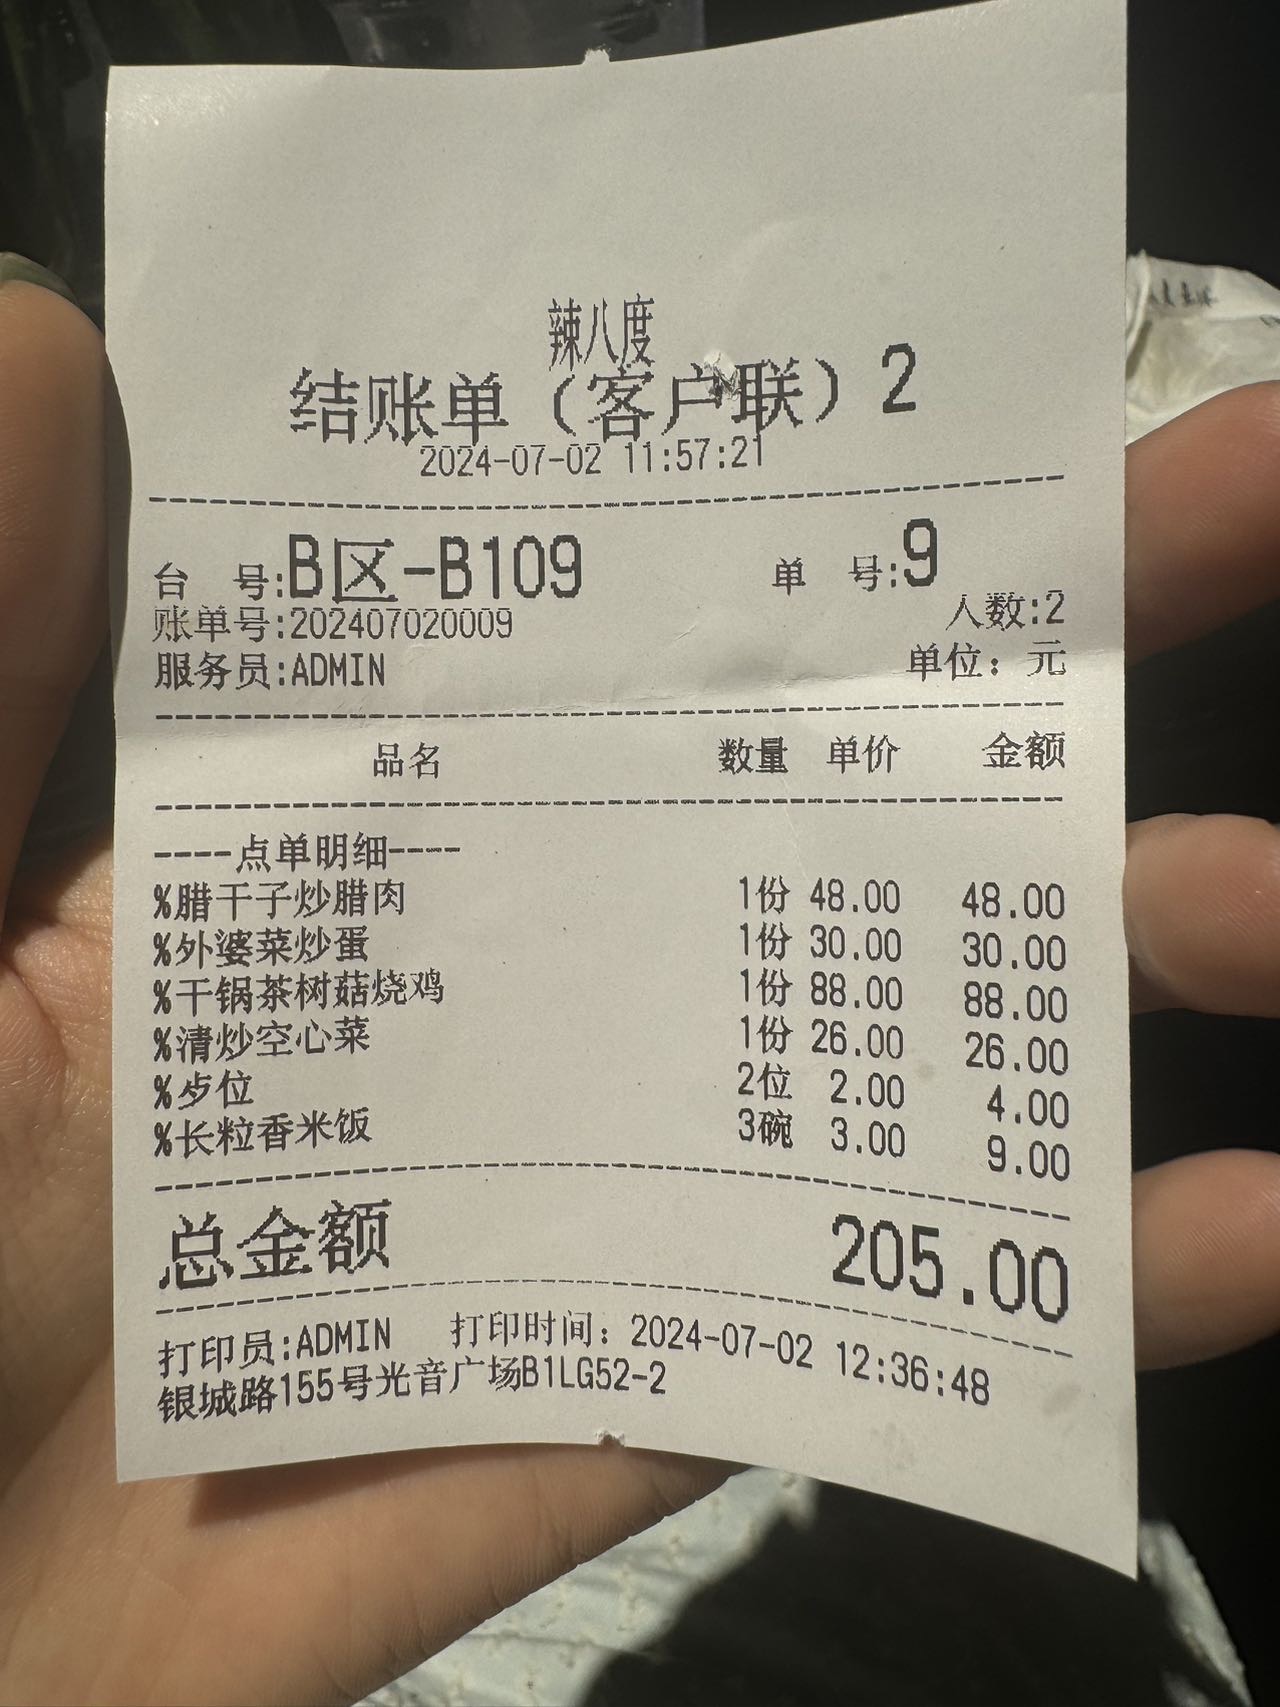 辣八度
结账单（客户联）2
2024-07-02 11:57:21
台 号:B区-B109 单 号:9
账单号:202407020009 人数:2
服务员:ADMIN 单位：元
品名 数量 单价 金额
----点单明细----
%腊干子炒腊肉 1份 48.00 48.00
%外婆菜炒蛋 1份 30.00 30.00
%干锅茶树菇烧鸡 1份 88.00 88.00
%清炒空心菜 1份 26.00 26.00
%歺位 2位 2.00 4.00
%长粒香米饭 3碗 3.00 9.00
总金额 205.00
打印员:ADMIN 打印时间：2024-07-02 12:36:48
银城路155号光音广场B1LG52-2